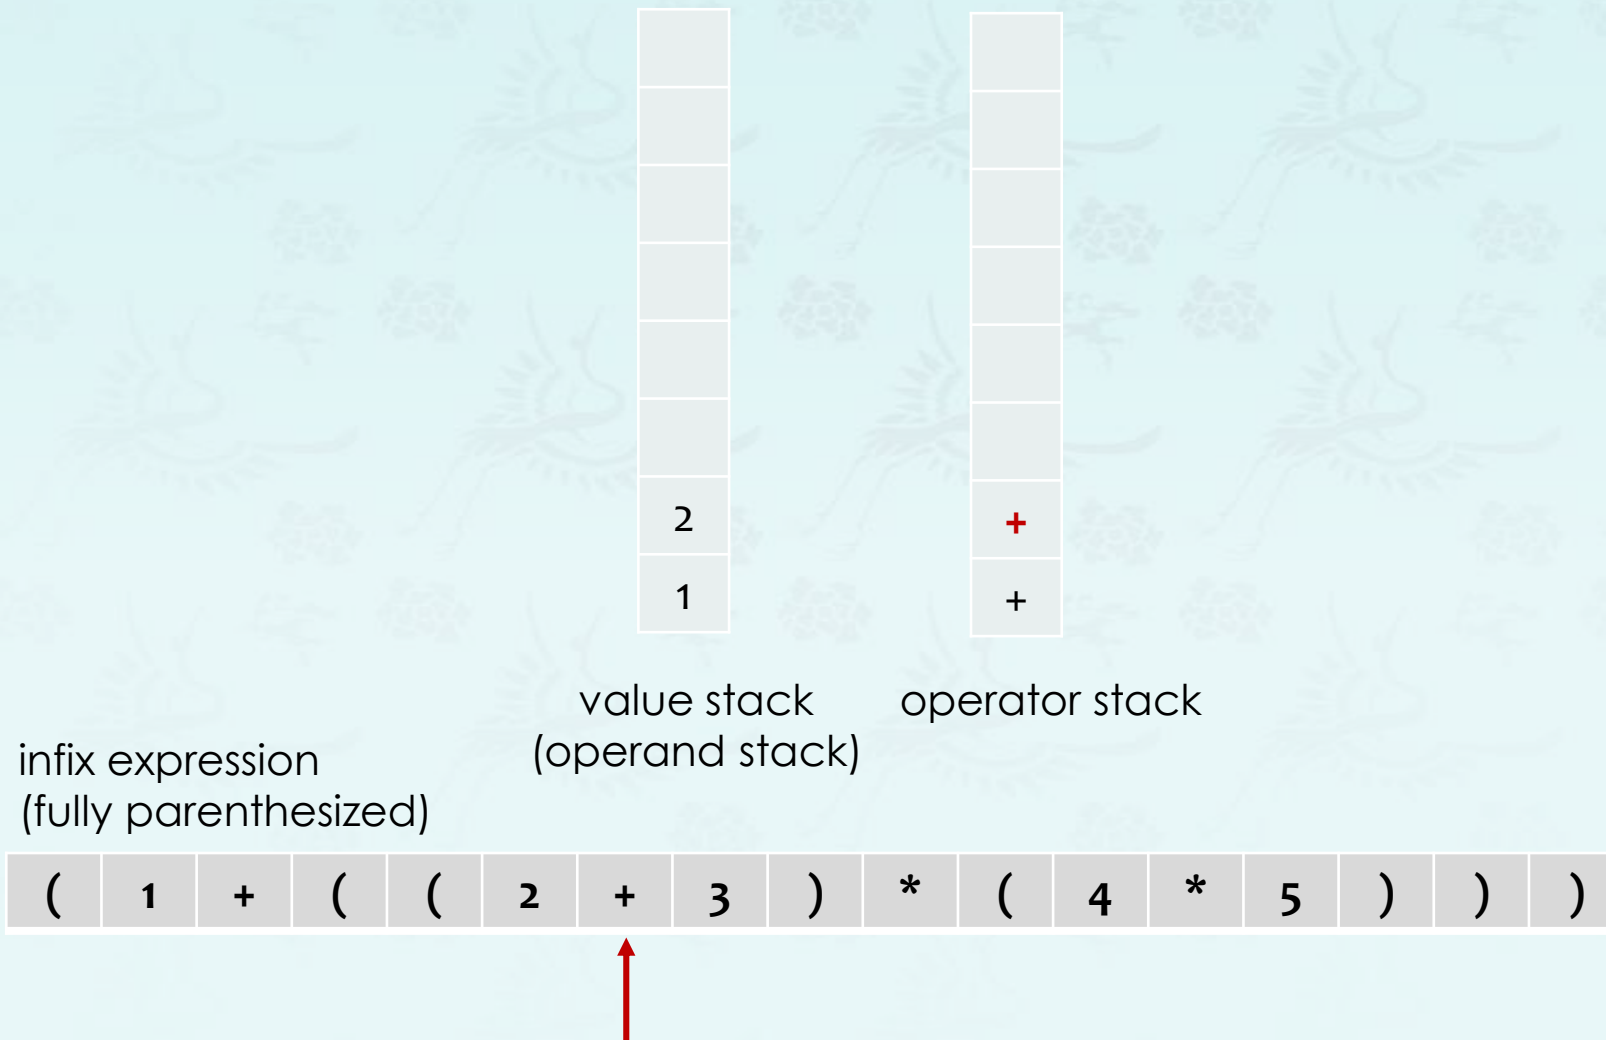 2 +
1 +
value stack operator stack
(operand stack)
infix expression
(fully parenthesized)
( 1 + ( ( 2 + 3 ) * ( 4 * 5 ) ) )